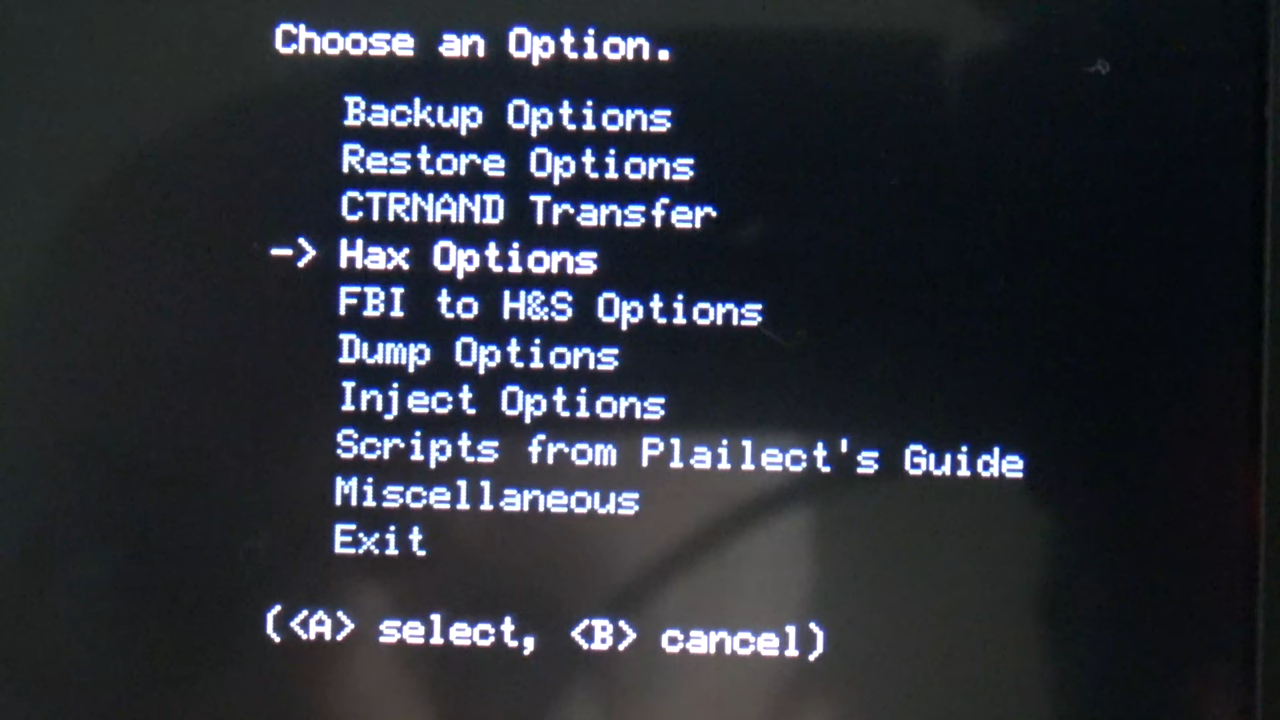 Choose an Option.
Backup Options
Restore Options
CTRNAND Transfer
-> Hax Options
FBI to H&S Options
Dump Options
Inject Options
Scripts from Plailect's Guide
Miscellaneous
Exit
(<A> select, <B> cancel)